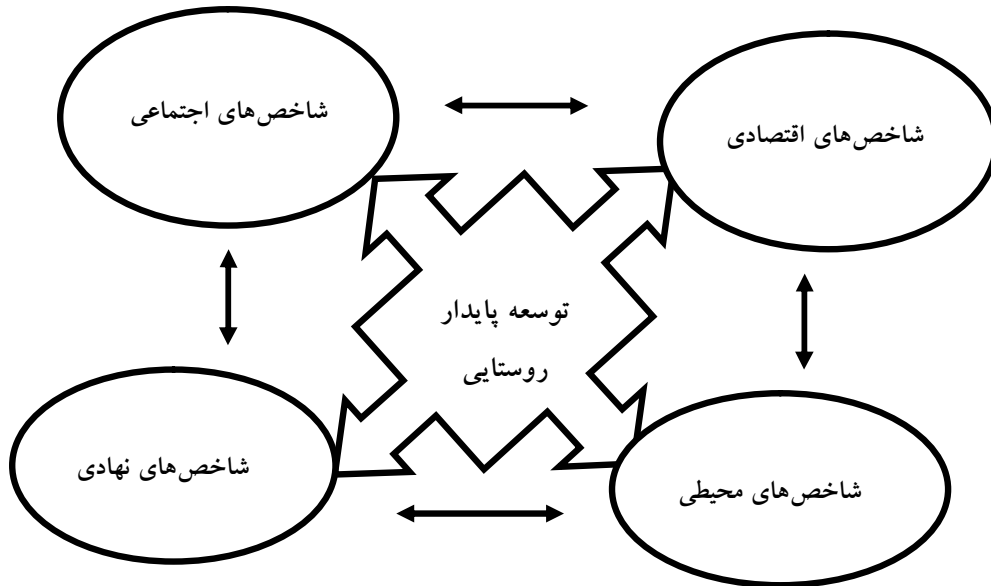 شاخص‌های اقتصادی
شاخص‌های اجتماعی
توسعه پایدار
روستایی
شاخص‌های محیطی
شاخص‌های نهادی